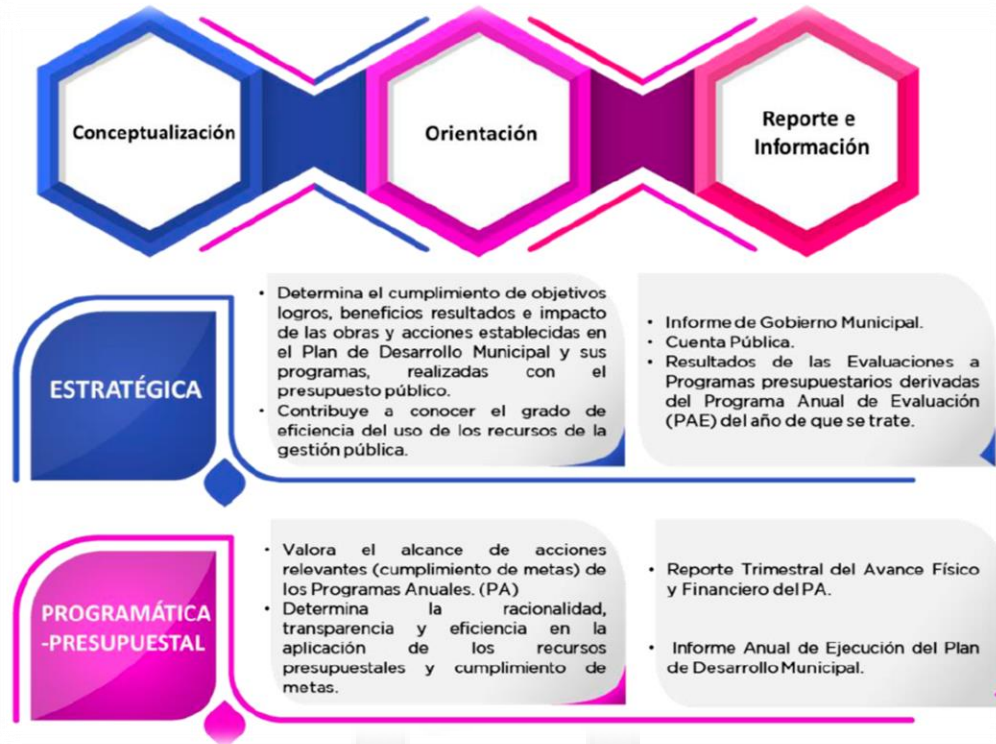 Conceptualización
Orientación
Reporte e
Información
ESTRATÉGICA
• Determina el cumplimiento de objetivos
logros, beneficios resultados e impacto
de las obras y acciones establecidas en
el Plan de Desarrollo Municipal y sus
programas, realizadas con el
presupuesto público.
• Contribuye a conocer el grado de
eficiencia del uso de los recursos de la
gestión pública.
• Informe de Gobierno Municipal.
• Cuenta Pública.
• Resultados de las Evaluaciones a
Programas presupuestarios derivadas
del Programa Anual de Evaluación
(PAE) del año de que se trate.
PROGRAMÁTICA
-PRESUPUESTAL
• Valora el alcance de acciones
relevantes (cumplimiento de metas) de
los Programas Anuales. (PA)
• Determina la racionalidad,
transparencia y eficiencia en la
aplicación de los recursos
presupuestales y cumplimiento de
metas.
• Reporte Trimestral del Avance Físico
y Financiero del PA.
• Informe Anual de Ejecución del Plan
de Desarrollo Municipal.